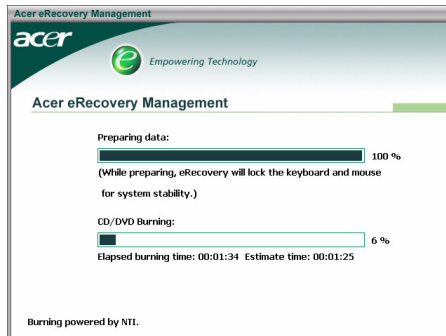 Acer eRecovery Management
acer
e
Empowering Technology
Acer eRecovery Management
Preparing data:
100 %
(While preparing, eRecovery will lock the keyboard and mouse
for system stability.)
CD/DVD Burning:
6 %
Elapsed burning time: 00:01:34 Estimate time: 00:01:25
Burning powered by NTI.